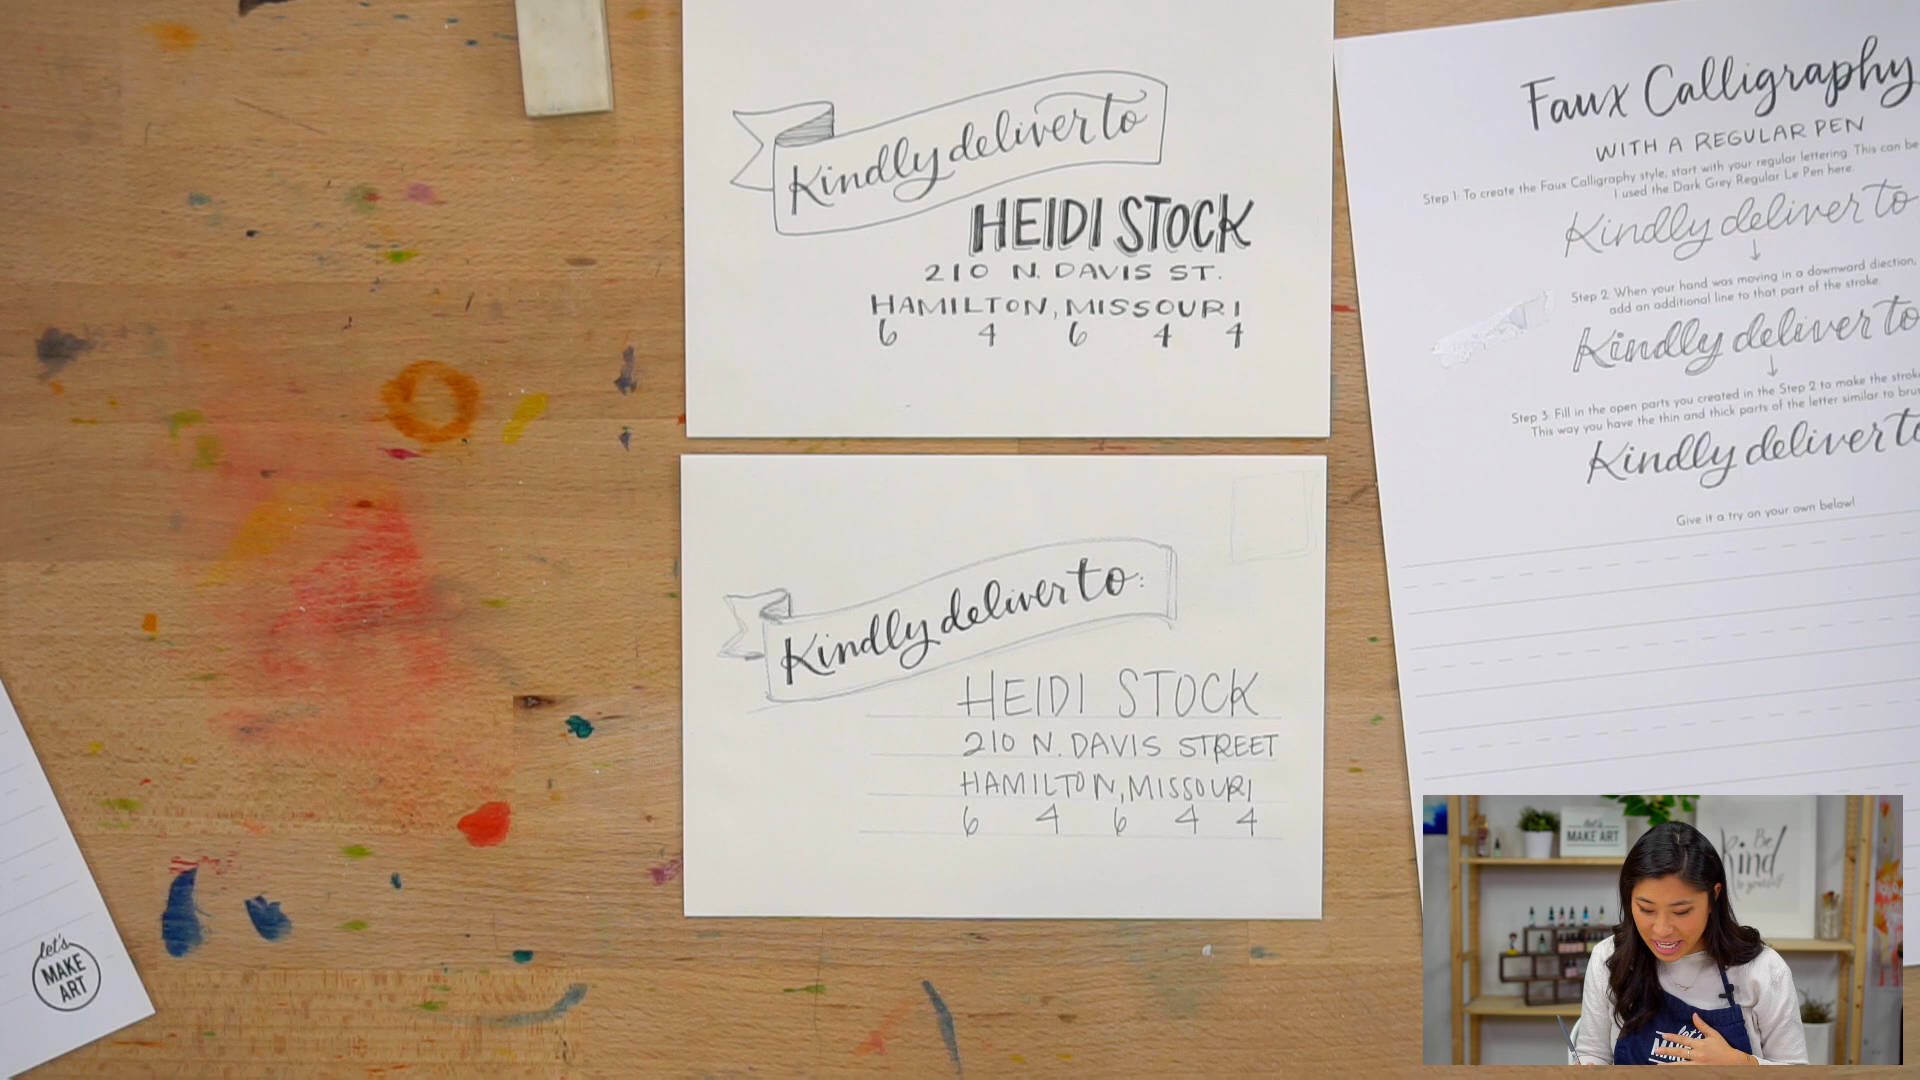 Kindly deliver to
HEIDI STOCK
210 N. DAVIS ST.
HAMILTON, MISSOURI
6 4 6 4 4
Kindly deliver to:
HEIDI STOCK
210 N. DAVIS STREET
HAMILTON, MISSOURI
6 4 6 4 4
Faux Calligraphy
WITH A REGULAR PEN
Step 1: To create the Faux Calligraphy style, start with your regular lettering. This can be
I used the Dark Grey Regular Le Pen here.
Kindly deliver to
Step 2: When your hand was moving in a downward diection,
add an additional line to that part of the stroke.
Kindly deliver to
Step 3: Fill in the open parts you created in the Step 2 to make the
This way you have the thin and thick parts of the letter similar to
Kindly deliver to
Give it a try on your own below!
let's
MAKE
ART
let's
MAKE ART
Be
kind
to yourself
let's